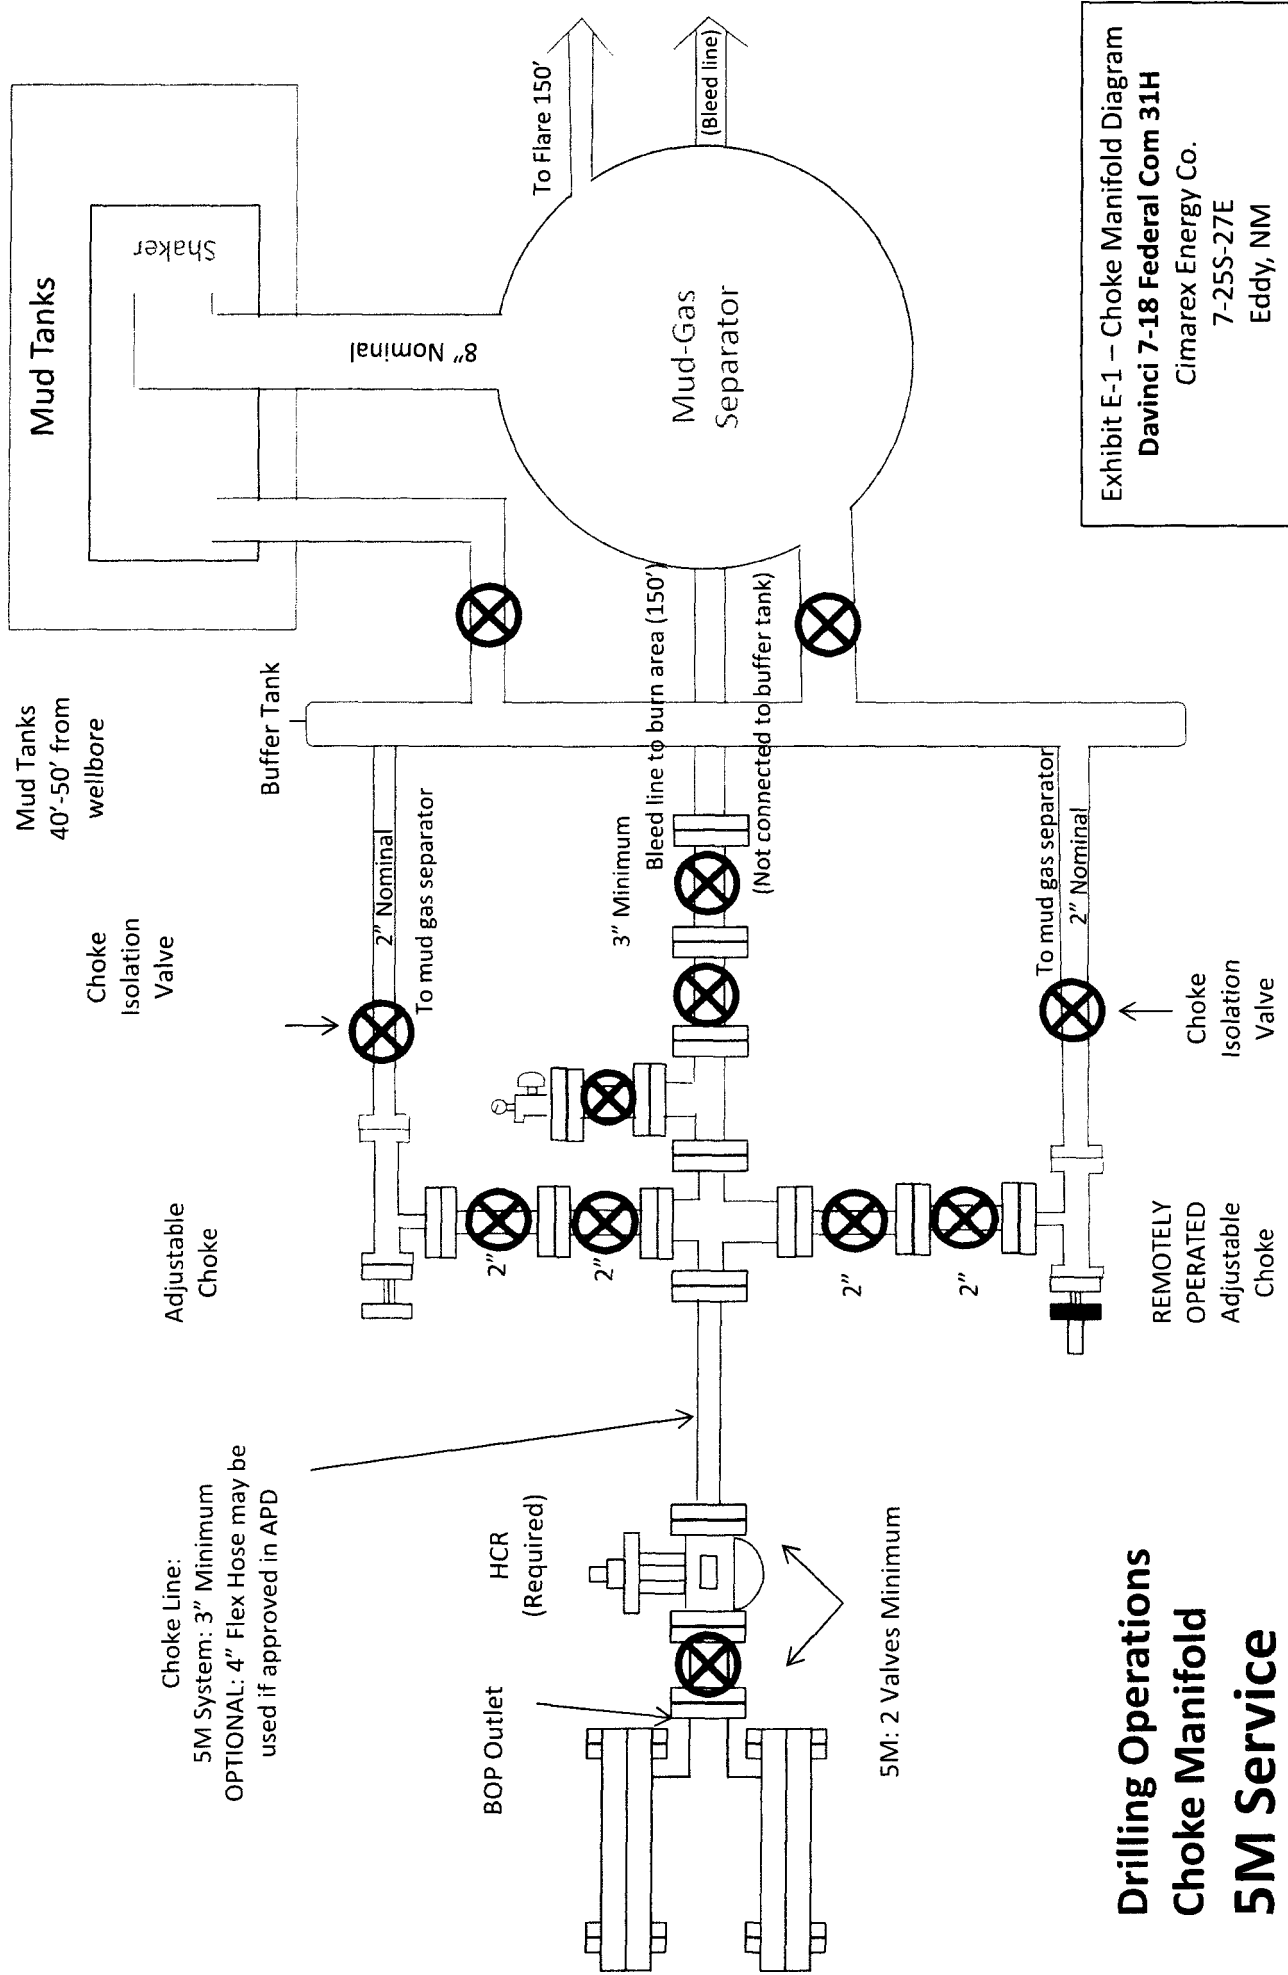 Mud Tanks
40'-50' from
wellbore
Mud Tanks
Shaker
8" Nominal
To Flare 150'
(Bleed line)
Mud-Gas
Separator
Buffer Tank
Choke
Isolation
Valve
2" Nominal
To mud gas separator
3" Minimum
Bleed line to burn area (150')
(Not connected to buffer tank)
To mud gas separator
2" Nominal
Choke
Isolation
Valve
Adjustable
Choke
2"
2"
2"
2"
REMOTELY
OPERATED
Adjustable
Choke
Choke Line:
5M System: 3" Minimum
OPTIONAL: 4" Flex Hose may be
used if approved in APD
HCR
(Required)
BOP Outlet
5M: 2 Valves Minimum
Drilling Operations
Choke Manifold
5M Service
Exhibit E-1 – Choke Manifold Diagram
Davinci 7-18 Federal Com 31H
Cimarex Energy Co.
7-25S-27E
Eddy, NM